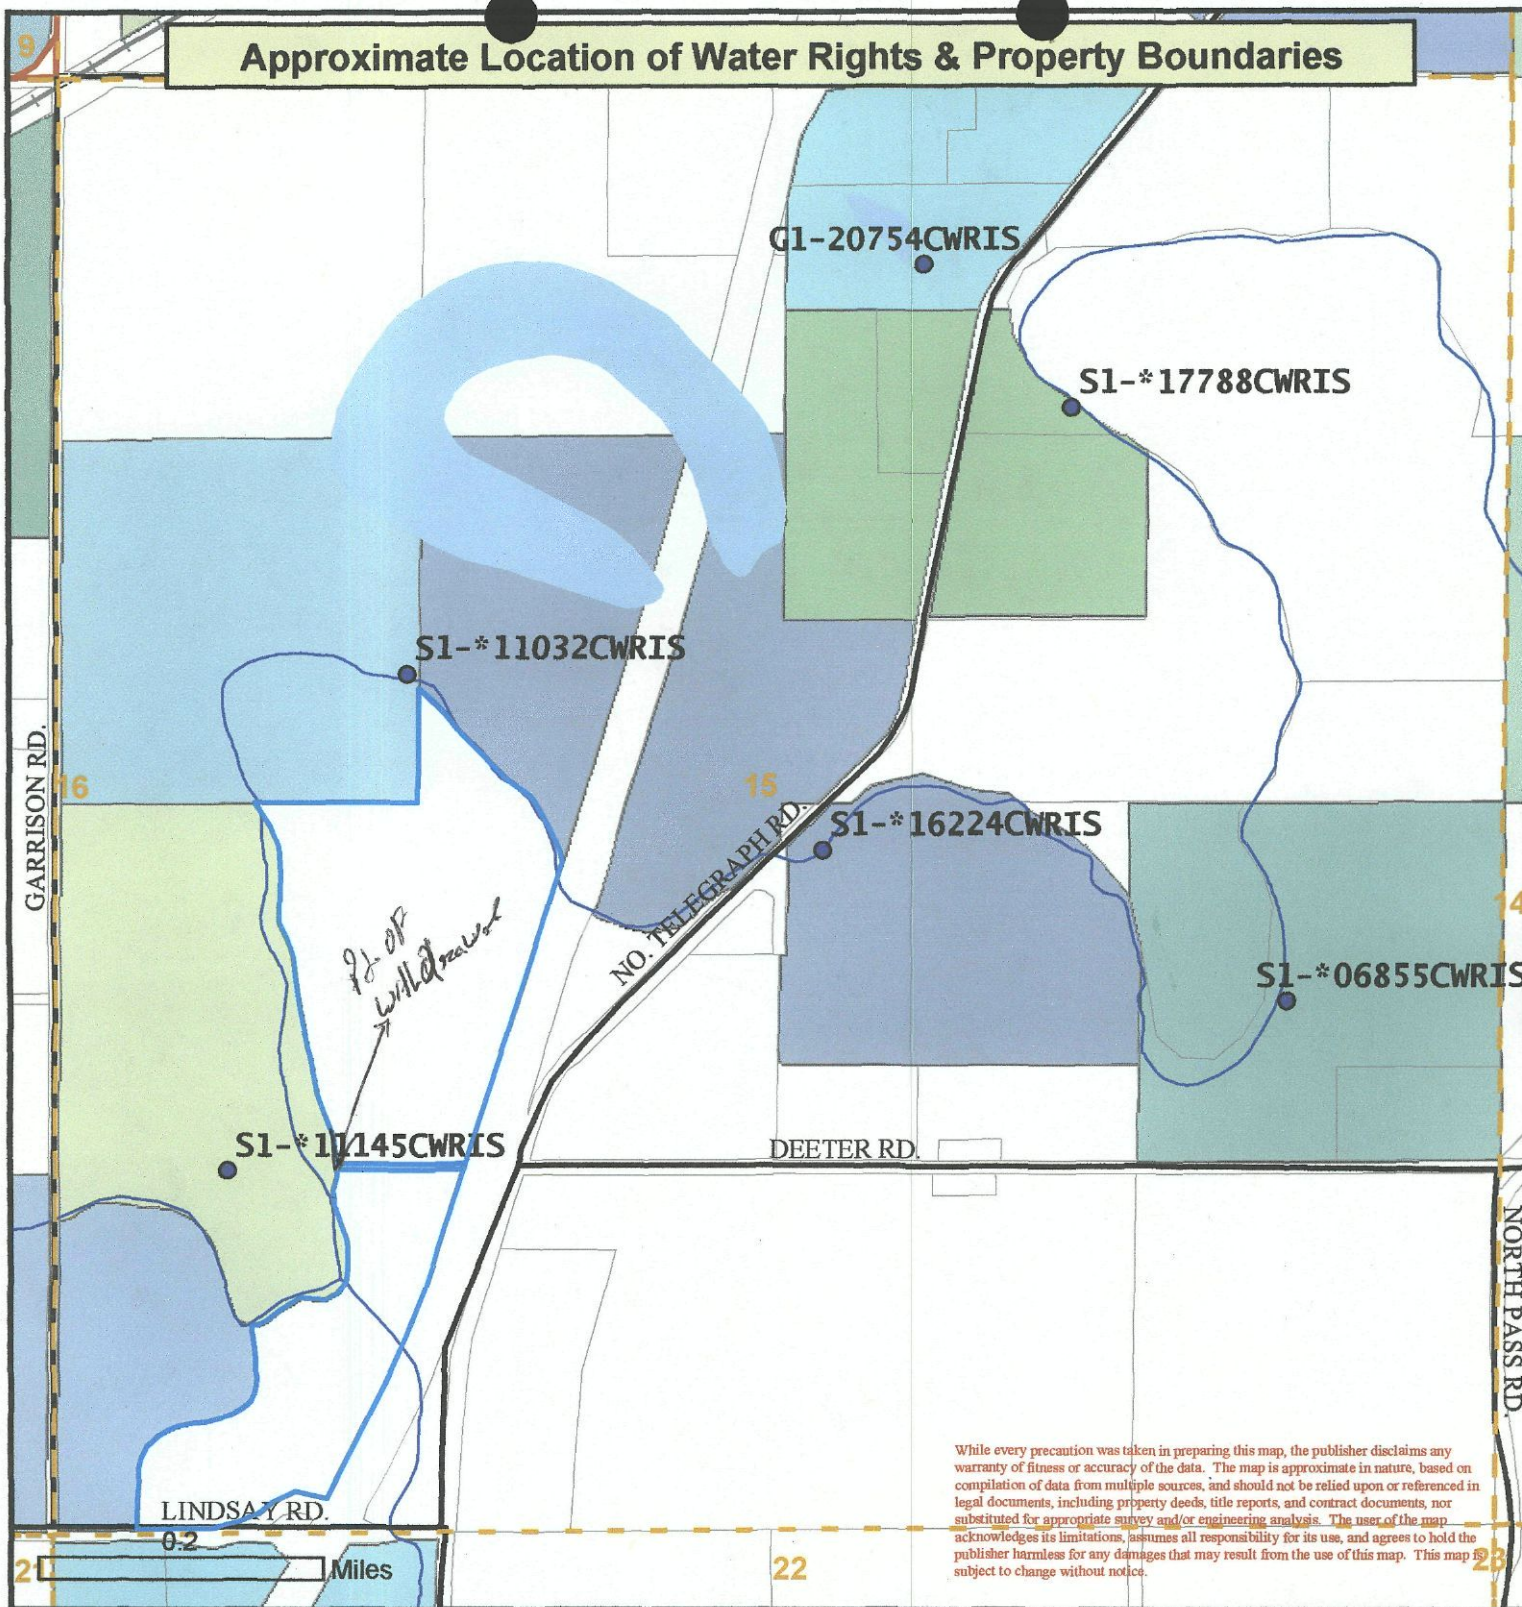 Approximate Location of Water Rights & Property Boundaries
9
G1-20754CWRIS
S1-*17788CWRIS
S1-*11032CWRIS
GARRISON RD.
16
15
NO. TELEGRAPH RD.
S1-*16224CWRIS
14
Pt. of
withdrawal
S1-*06855CWRIS
S1-*11145CWRIS
DEETER RD.
NORTH PASS RD.
While every precaution was taken in preparing this map, the publisher disclaims any
warranty of fitness or accuracy of the data. The map is approximate in nature, based on
compilation of data from multiple sources, and should not be relied upon or referenced in
legal documents, including property deeds, title reports, and contract documents, nor
substituted for appropriate survey and/or engineering analysis. The user of the map
acknowledges its limitations, assumes all responsibility for its use, and agrees to hold the
publisher harmless for any damages that may result from the use of this map. This map is
subject to change without notice.
LINDSAY RD.
0.2
Miles
21
22
23